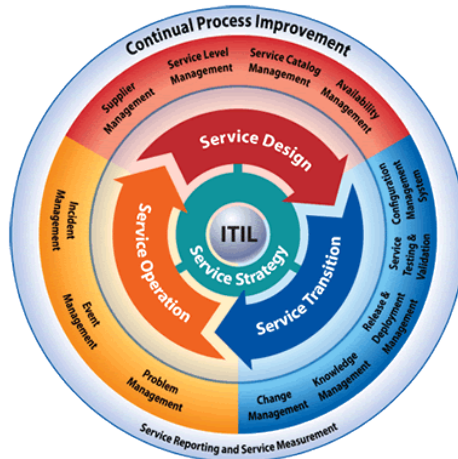 Continual Process Improvement
Supplier
Management
Service Level
Management
Service Catalog
Management
Availability
Management
System
Configuration
Management
Service
Testing &
Validation
Release &
Deployment
Management
Knowledge
Management
Change
Management
Problem
Management
Event
Management
Incident
Management
Service Design
Service Transition
Service Operation
ITIL
Service Strategy
Service Reporting and Service Measurement